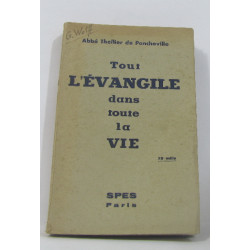 Abbé Thellier de Poncheville
Tout
L'ÉVANGILE
dans
toute
la
VIE
SPES
Paris